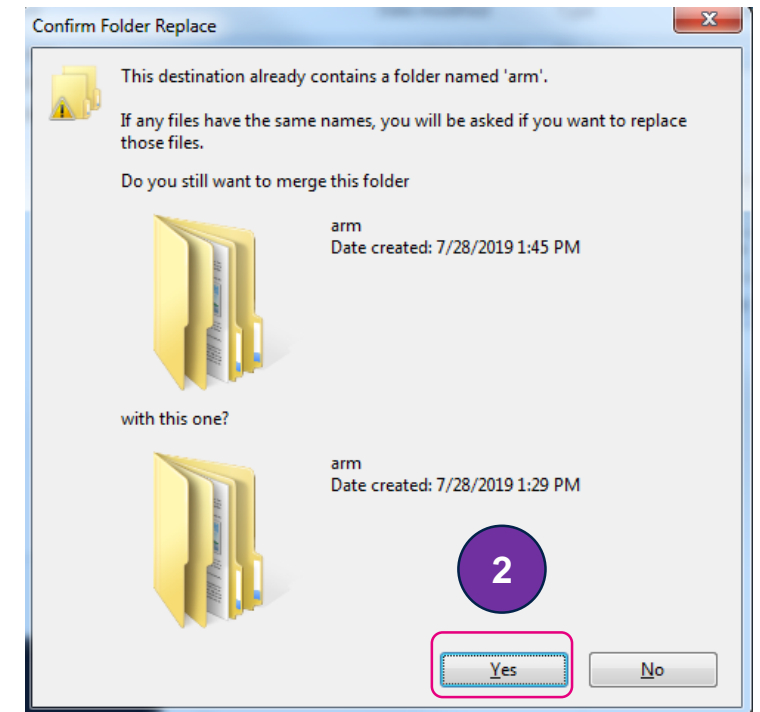 Confirm Folder Replace
x
This destination already contains a folder named 'arm'.
If any files have the same names, you will be asked if you want to replace
those files.
Do you still want to merge this folder
arm
Date created: 7/28/2019 1:45 PM
with this one?
arm
Date created: 7/28/2019 1:29 PM
2
Yes
No